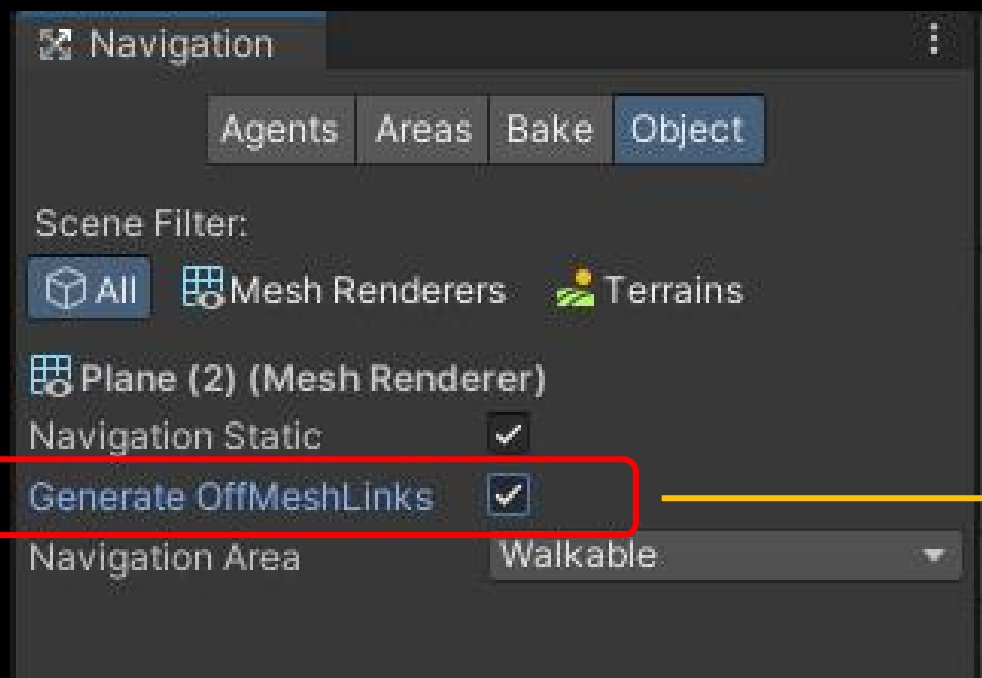 Navigation
Agents Areas Bake Object
Scene Filter:
All Mesh Renderers Terrains
Plane (2) (Mesh Renderer)
Navigation Static
Generate OffMeshLinks
Navigation Area Walkable